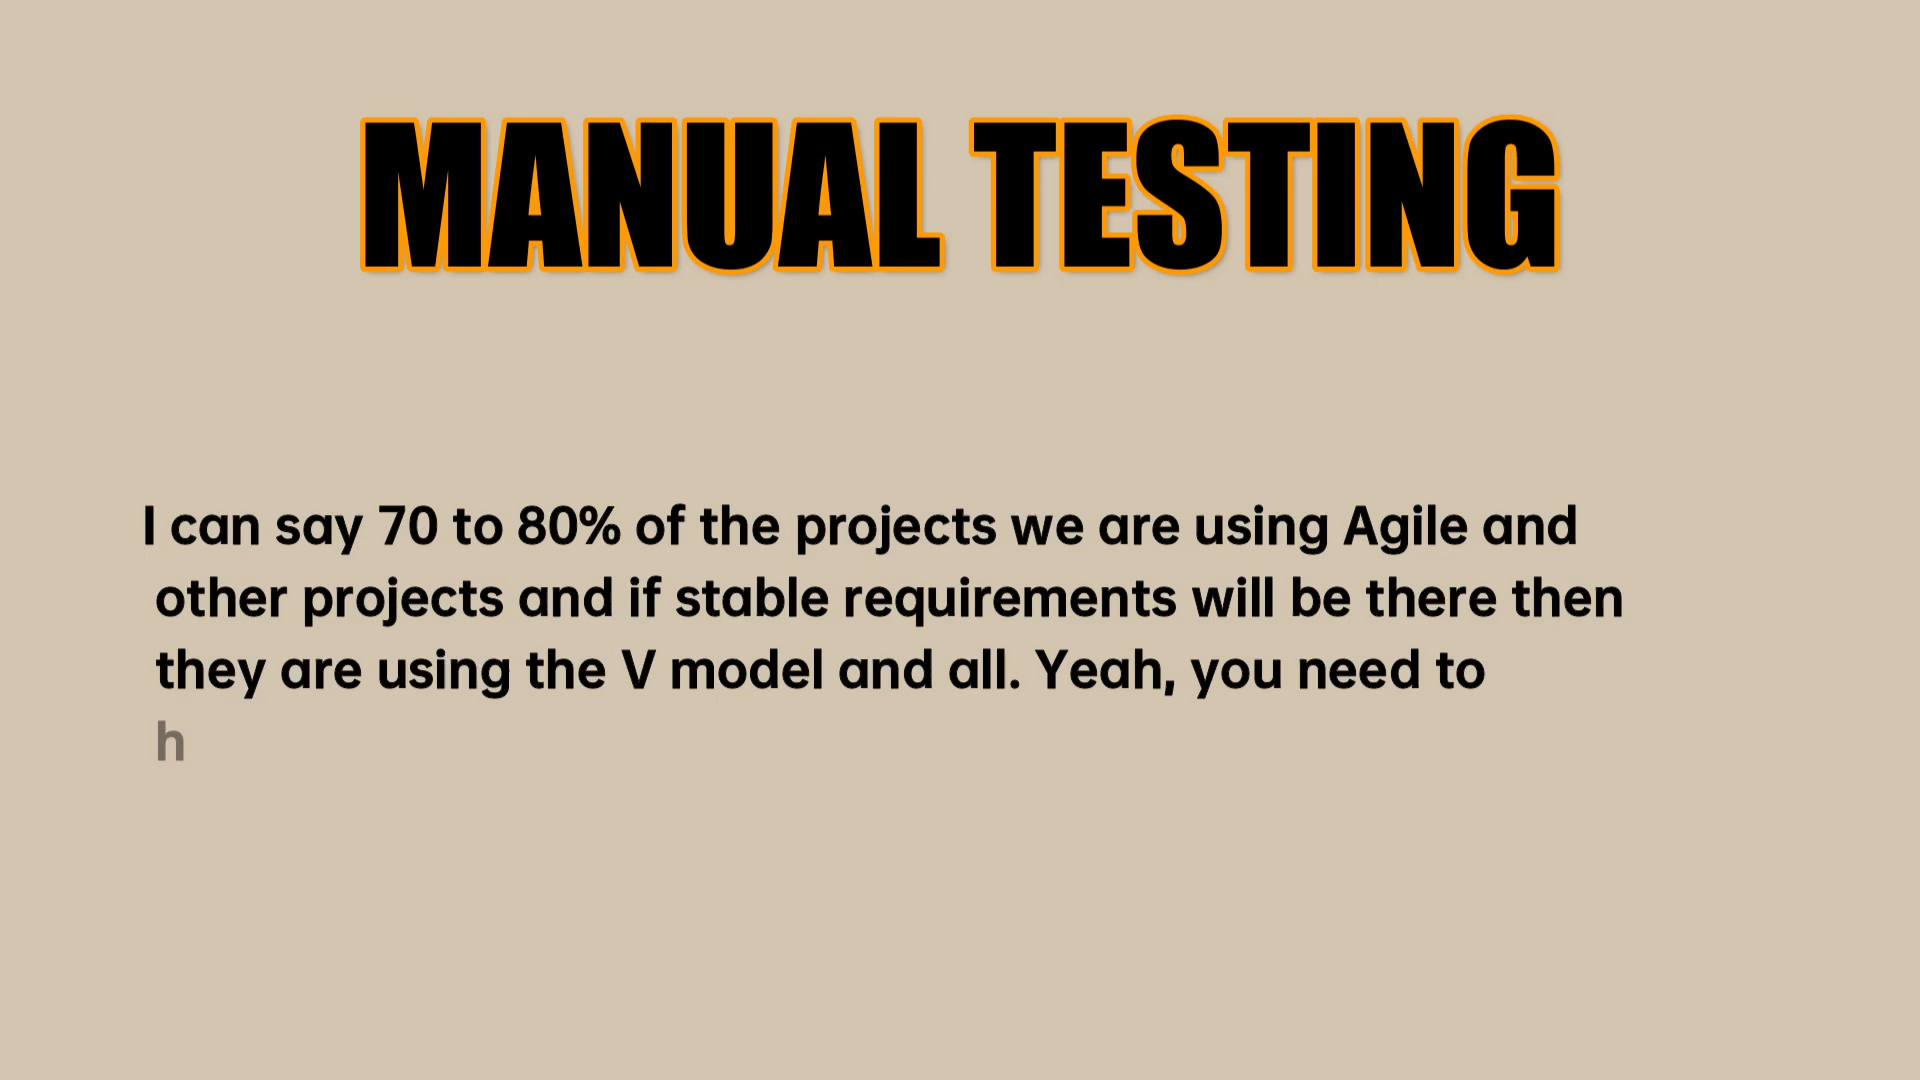 MANUAL TESTING
I can say 70 to 80% of the projects we are using Agile and
other projects and if stable requirements will be there then
they are using the V model and all. Yeah, you need to
h